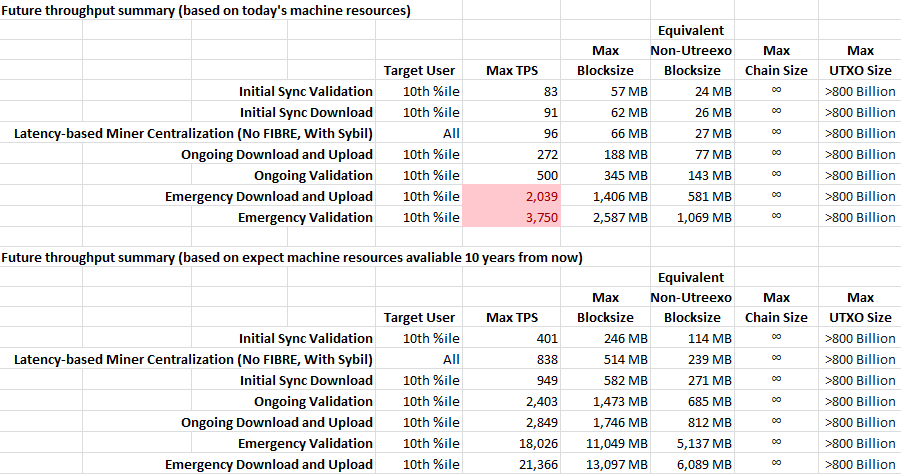 Future throughput summary (based on today's machine resources)
Equivalent
Max Non-Utreexo Max Max
Target User Max TPS Blocksize Blocksize Chain Size UTXO Size
Initial Sync Validation 10th %ile 83 57 MB 24 MB ∞ >800 Billion
Initial Sync Download 10th %ile 91 62 MB 26 MB ∞ >800 Billion
Latency-based Miner Centralization (No FIBRE, With Sybil) All 96 66 MB 27 MB ∞ >800 Billion
Ongoing Download and Upload 10th %ile 272 188 MB 77 MB ∞ >800 Billion
Ongoing Validation 10th %ile 500 345 MB 143 MB ∞ >800 Billion
Emergency Download and Upload 10th %ile 2,039 1,406 MB 581 MB ∞ >800 Billion
Emergency Validation 10th %ile 3,750 2,587 MB 1,069 MB ∞ >800 Billion
Future throughput summary (based on expect machine resources avaliable 10 years from now)
Equivalent
Max Non-Utreexo Max Max
Target User Max TPS Blocksize Blocksize Chain Size UTXO Size
Initial Sync Validation 10th %ile 401 246 MB 114 MB ∞ >800 Billion
Latency-based Miner Centralization (No FIBRE, With Sybil) All 838 514 MB 239 MB ∞ >800 Billion
Initial Sync Download 10th %ile 949 582 MB 271 MB ∞ >800 Billion
Ongoing Validation 10th %ile 2,403 1,473 MB 685 MB ∞ >800 Billion
Ongoing Download and Upload 10th %ile 2,849 1,746 MB 812 MB ∞ >800 Billion
Emergency Validation 10th %ile 18,026 11,049 MB 5,137 MB ∞ >800 Billion
Emergency Download and Upload 10th %ile 21,366 13,097 MB 6,089 MB ∞ >800 Billion